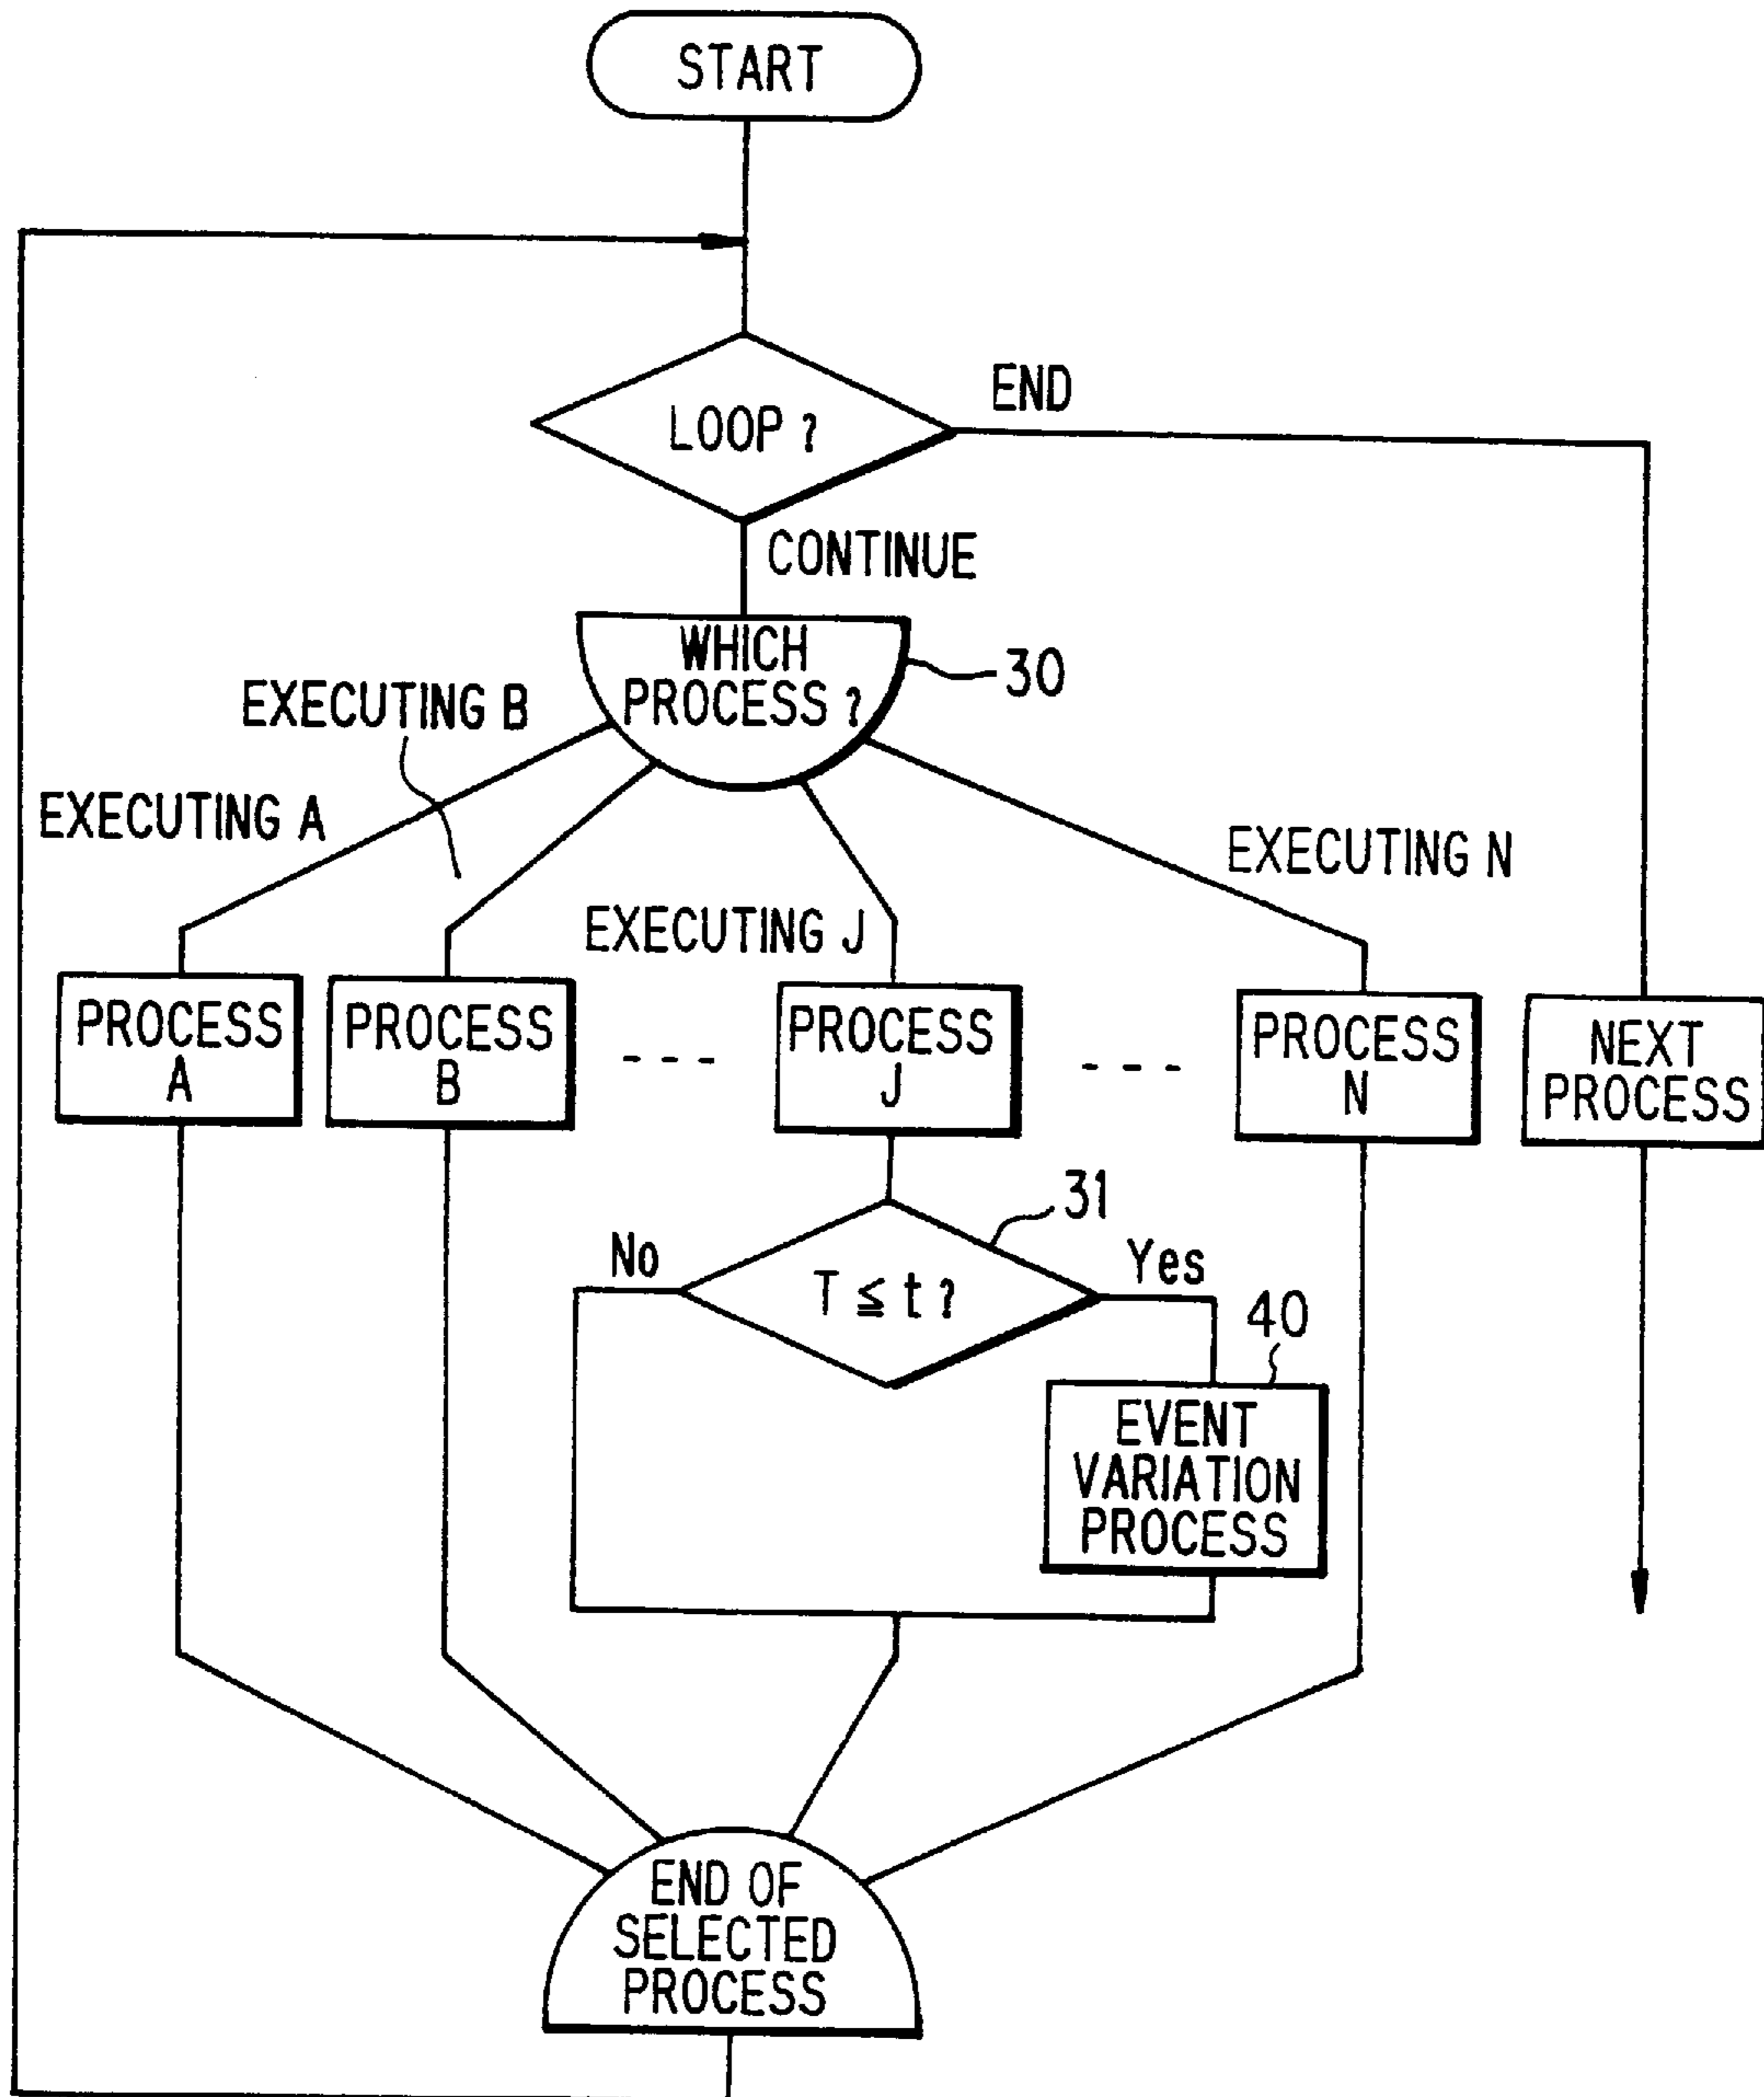 START
LOOP ?
END
CONTINUE
WHICH
PROCESS ?
30
EXECUTING B
EXECUTING A
EXECUTING N
EXECUTING J
PROCESS
A
PROCESS
B
- - -
PROCESS
J
- - -
PROCESS
N
NEXT
PROCESS
31
No
Yes
T ≦ t ?
40
EVENT
VARIATION
PROCESS
END OF
SELECTED
PROCESS